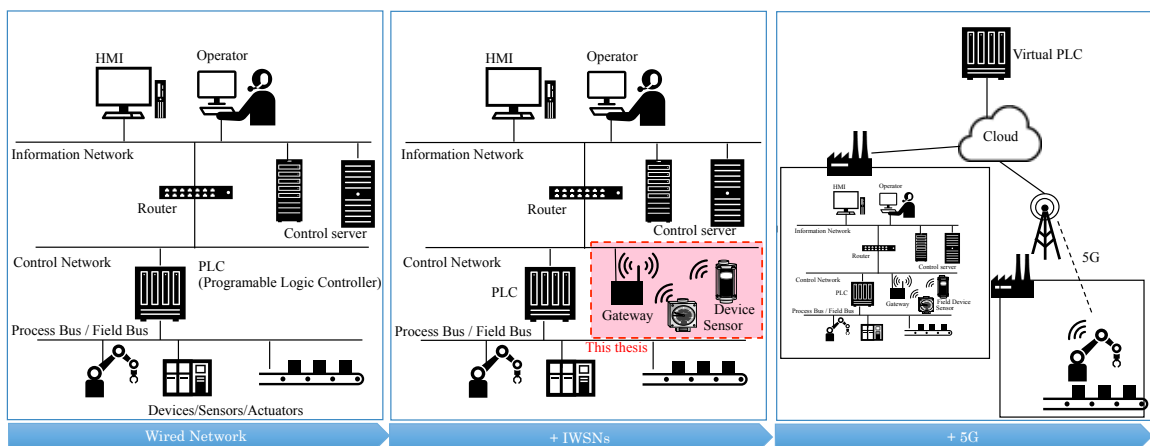 HMI
Operator
Information Network
Router
Control server
Control Network
PLC
(Programable Logic Controller)
Process Bus / Field Bus
Devices/Sensors/Actuators
Wired Network
HMI
Operator
Information Network
Router
Control server
Control Network
PLC
Gateway
Device
Sensor
Process Bus / Field Bus
This thesis
+ IWSNs
Virtual PLC
Cloud
HMI
Operator
Information Network
Router
Control server
Control Network
PLC
Gateway
Field Device
Sensor
Process Bus / Field Bus
5G
+ 5G